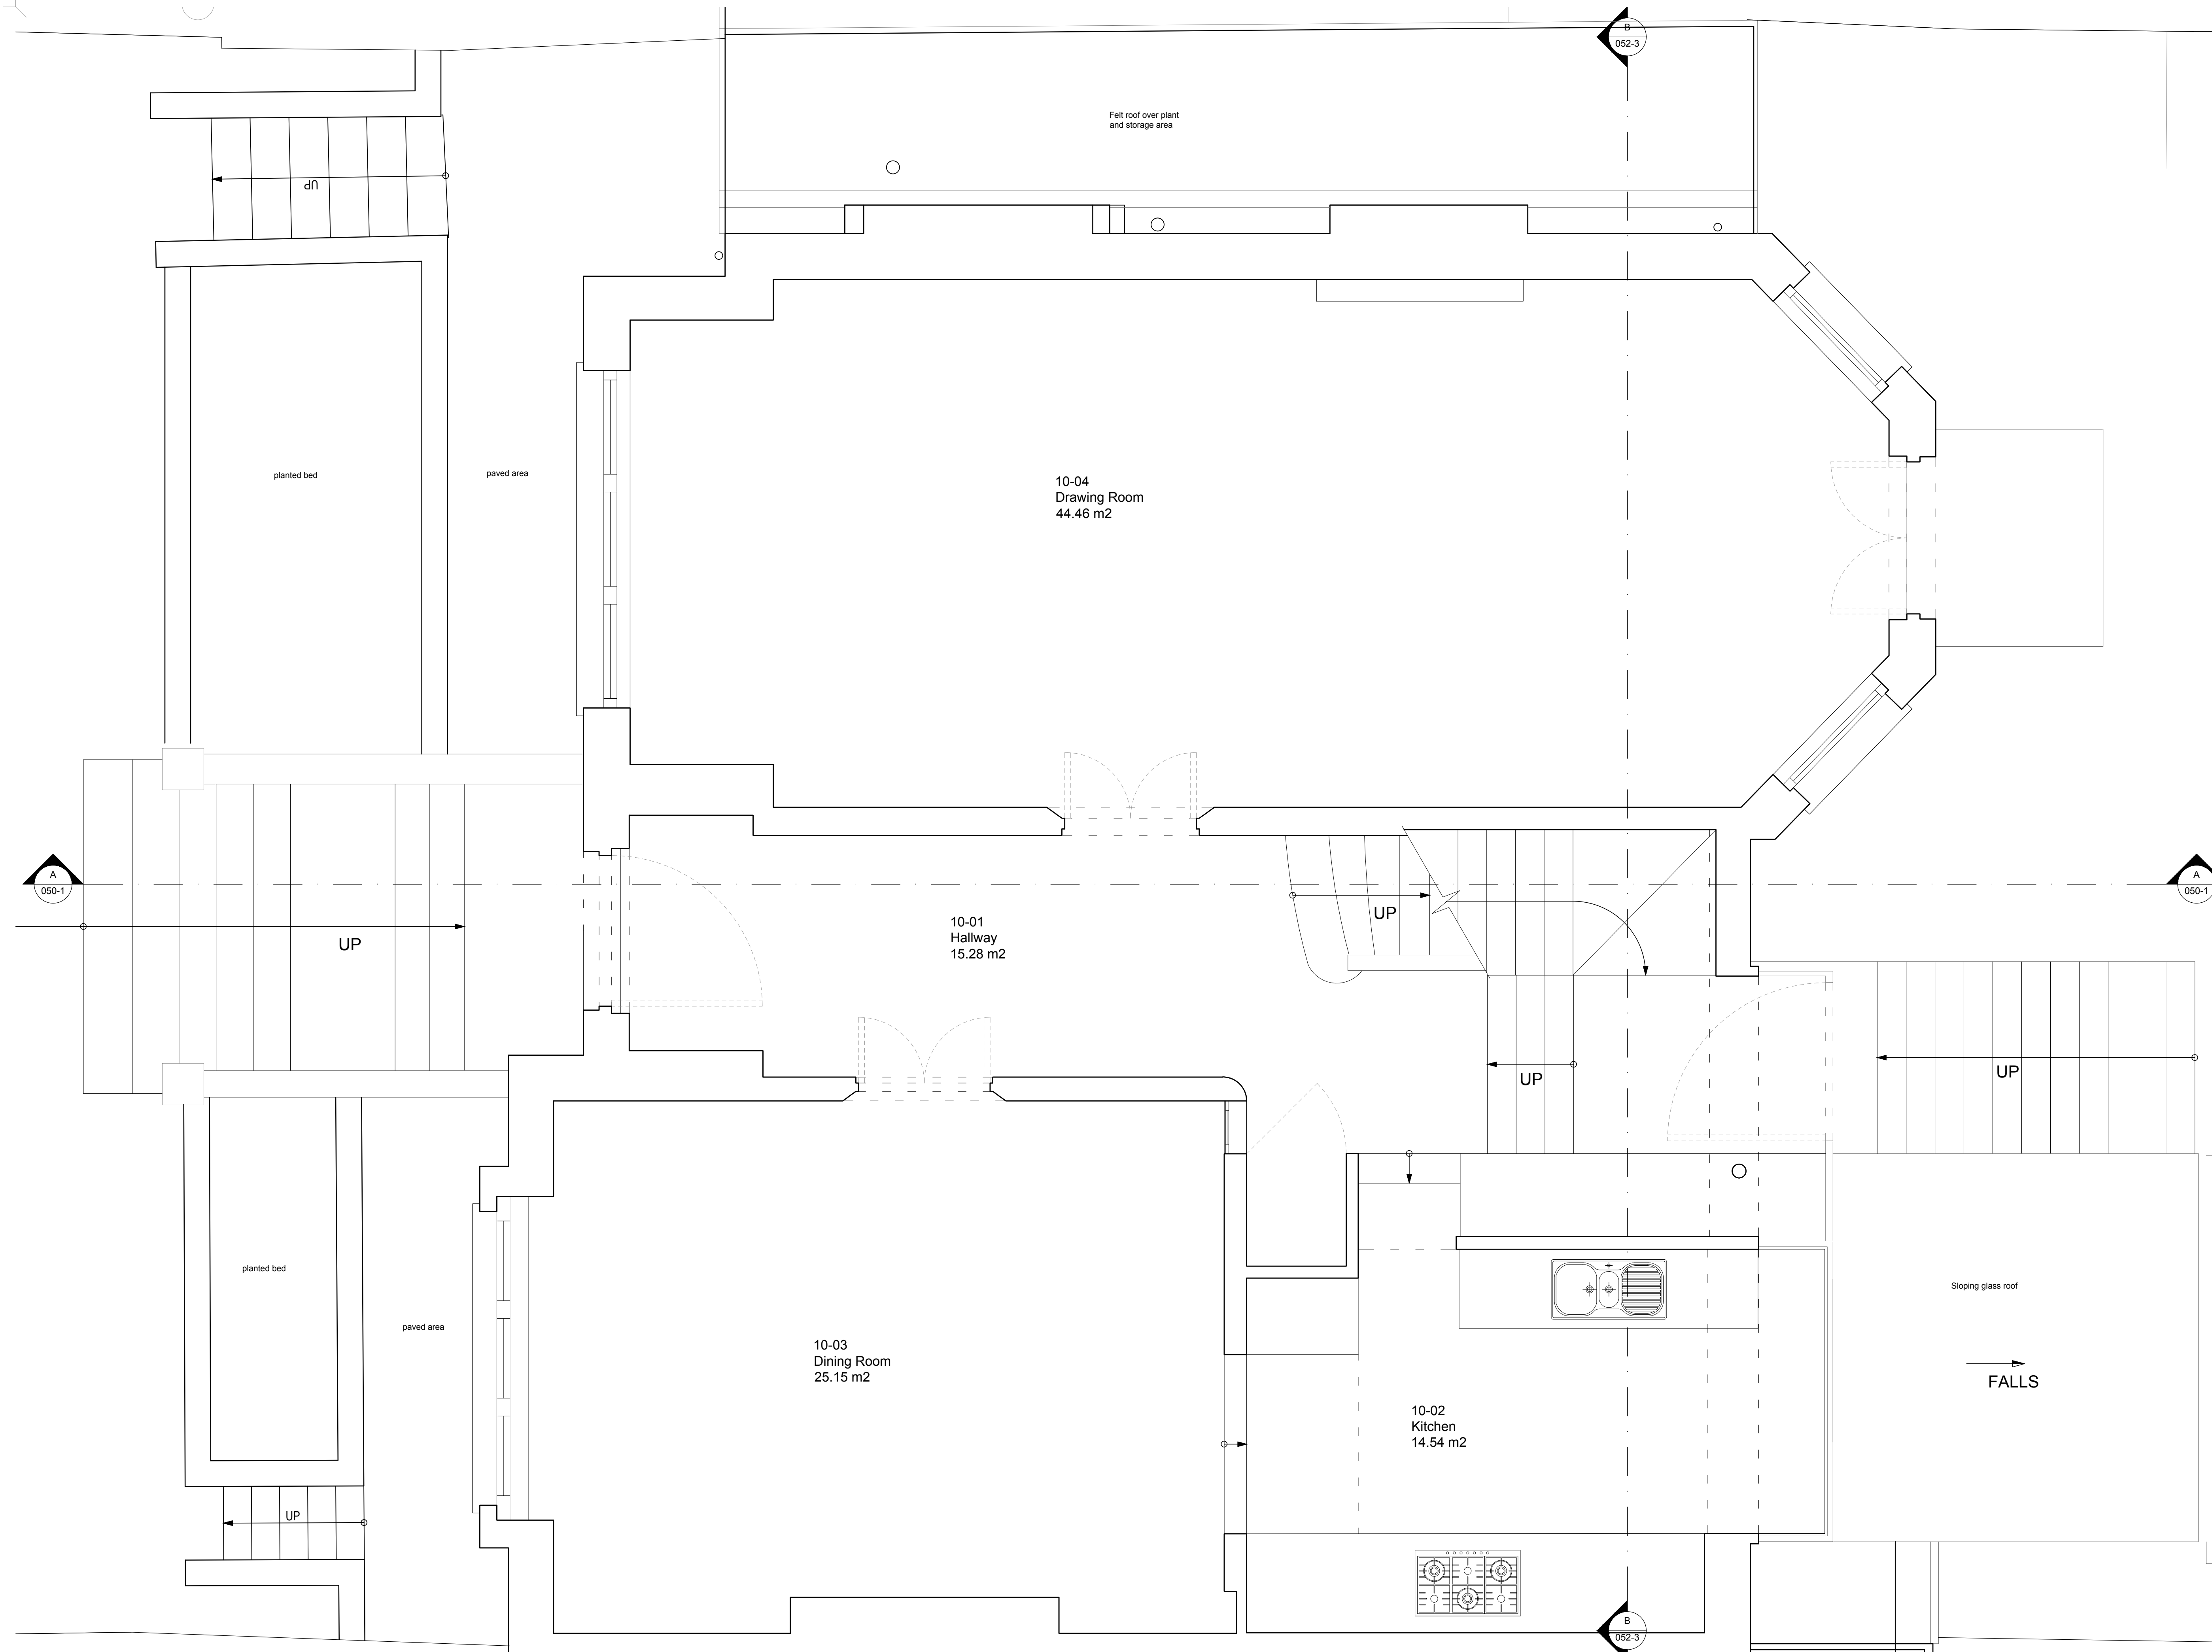 B
052-3
Felt roof over plant
and storage area
UP
planted bed
paved area
10-04
Drawing Room
44.46 m2
A
050-1
A
050-1
UP
10-01
Hallway
15.28 m2
UP
UP
UP
planted bed
paved area
Sloping glass roof
FALLS
10-03
Dining Room
25.15 m2
10-02
Kitchen
14.54 m2
UP
B
052-3